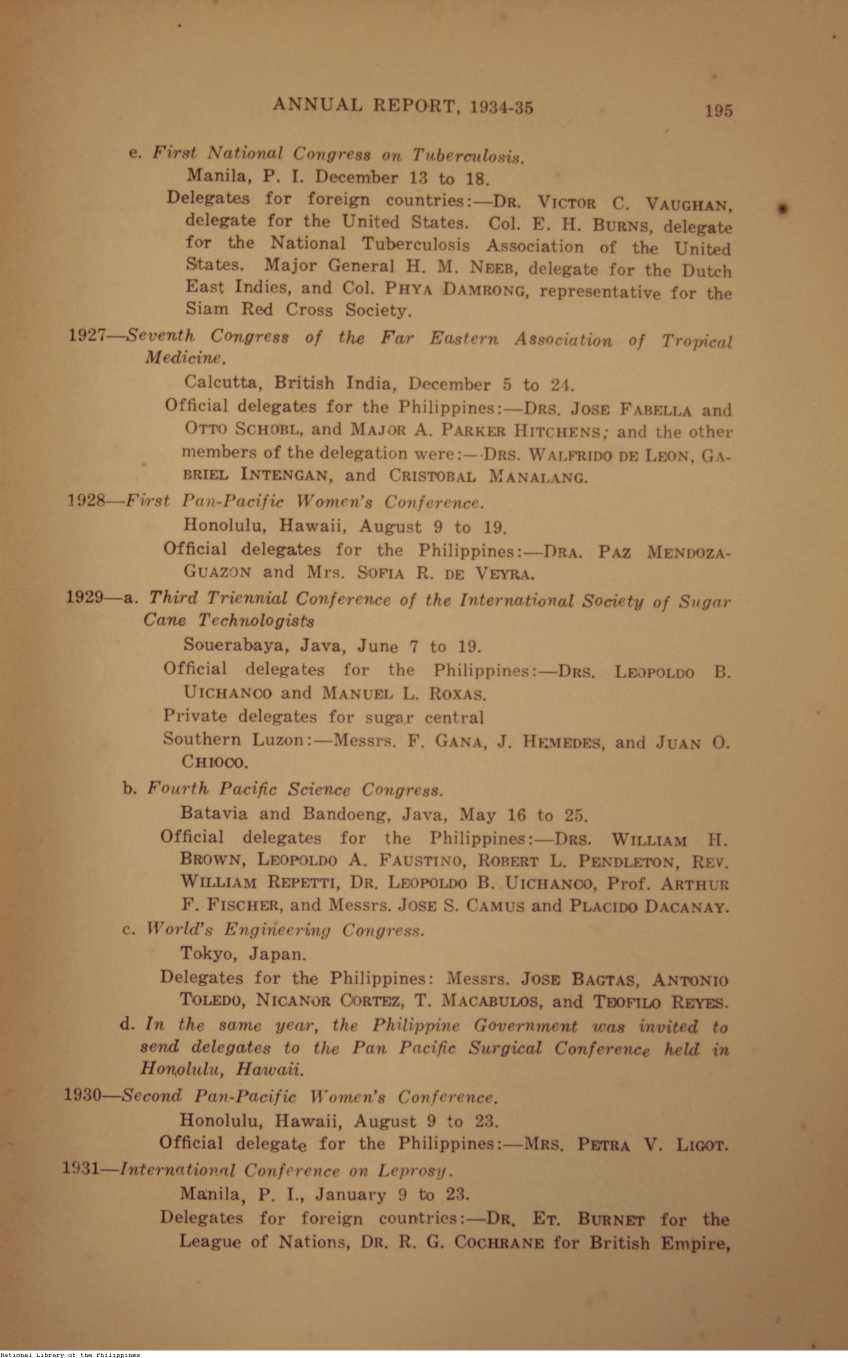 ANNUAL REPORT, 1934-35
195
e. First National Congress on Tuberculosis.
Manila, P. I. December 13 to 18.
Delegates for foreign countries:—DR. VICTOR C. VAUGHAN,
delegate for the United States. Col. E. H. BURNS, delegate
for the National Tuberculosis Association of the United
States. Major General H. M. NEEB, delegate for the Dutch
East Indies, and Col. PHYA DAMRONG, representative for the
Siam Red Cross Society.
1927—Seventh Congress of the Far Eastern Association of Tropical
Medicine.
Calcutta, British India, December 5 to 24.
Official delegates for the Philippines:—DRS. JOSE FABELLA and
OTTO SCHOBL, and MAJOR A. PARKER HITCHENS; and the other
members of the delegation were:—DRS. WALFRIDO DE LEON, GA-
BRIEL INTENGAN, and CRISTOBAL MANALANG.
1928—First Pan-Pacific Women's Conference.
Honolulu, Hawaii, August 9 to 19.
Official delegates for the Philippines:—DRA. PAZ MENDOZA-
GUAZON and Mrs. SOFIA R. DE VEYRA.
1929—a. Third Triennial Conference of the International Society of Sugar
Cane Technologists
Souerabaya, Java, June 7 to 19.
Official delegates for the Philippines:—DRS. LEOPOLDO B.
UICHANCO and MANUEL L. ROXAS.
Private delegates for sugar central
Southern Luzon:—Messrs. F. GANA, J. HEMEDES, and JUAN O.
CHIOCO.
b. Fourth Pacific Science Congress.
Batavia and Bandoeng, Java, May 16 to 25.
Official delegates for the Philippines:—DRS. WILLIAM H.
BROWN, LEOPOLDO A. FAUSTINO, ROBERT L. PENDLETON, REV.
WILLIAM REPETTI, DR. LEOPOLDO B. UICHANCO, Prof. ARTHUR
F. FISCHER, and Messrs. JOSE S. CAMUS and PLACIDO DACANAY.
c. World's Engineering Congress.
Tokyo, Japan.
Delegates for the Philippines: Messrs. JOSE BAGTAS, ANTONIO
TOLEDO, NICANOR CORTEZ, T. MACABULOS, and TEOFILO REYES.
d. In the same year, the Philippine Government was invited to
send delegates to the Pan Pacific Surgical Conference held in
Honolulu, Hawaii.
1930—Second Pan-Pacific Women's Conference.
Honolulu, Hawaii, August 9 to 23.
Official delegate for the Philippines:—MRS. PETRA V. LIGOT.
1931—International Conference on Leprosy.
Manila, P. I., January 9 to 23.
Delegates for foreign countries:—DR. ET. BURNET for the
League of Nations, DR. R. G. COCHRANE for British Empire,
National Library of the Philippines